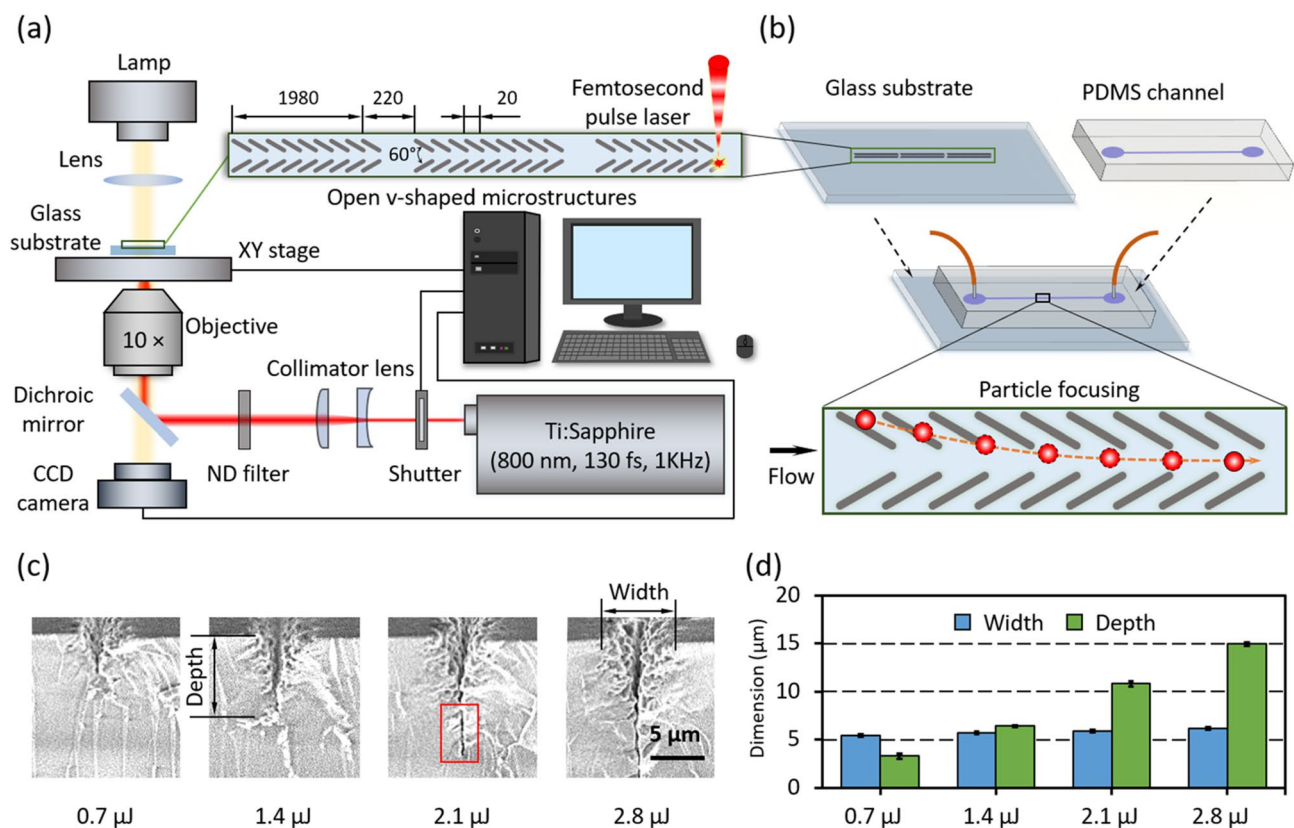 (a)
Lamp
Lens
Glass
substrate
1980
220
20
Femtosecond
pulse laser
60°
Open v-shaped microstructures
XY stage
Objective
10 ×
Collimator lens
Dichroic
mirror
ND filter
Shutter
Ti:Sapphire
(800 nm, 130 fs, 1KHz)
CCD
camera
(b)
Glass substrate
PDMS channel
Particle focusing
Flow
(c)
Depth
Width
5 μm
0.7 μJ
1.4 μJ
2.1 μJ
2.8 μJ
(d)
Dimension (μm)
20
15
10
5
0
Width
Depth
0.7 μJ
1.4 μJ
2.1 μJ
2.8 μJ